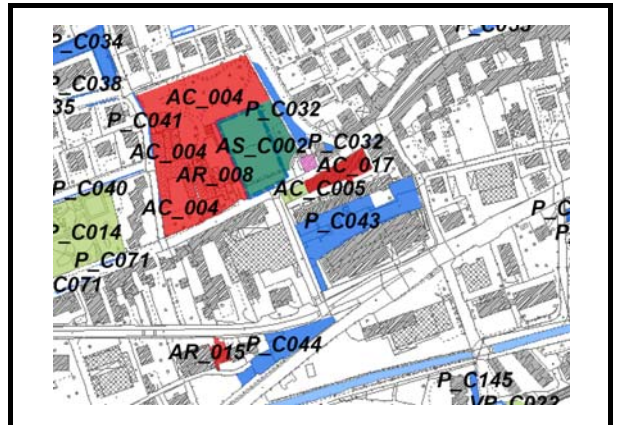 P_C034
P_C038
35
P_C041
AC_004
P_C032
AC_004
AS_C002
P_C032
AR_008
AC_017
AC_005
P_C040
AC_004
P_C043
P_C014
P_C071
C071
AR_015
P_C044
P_C145